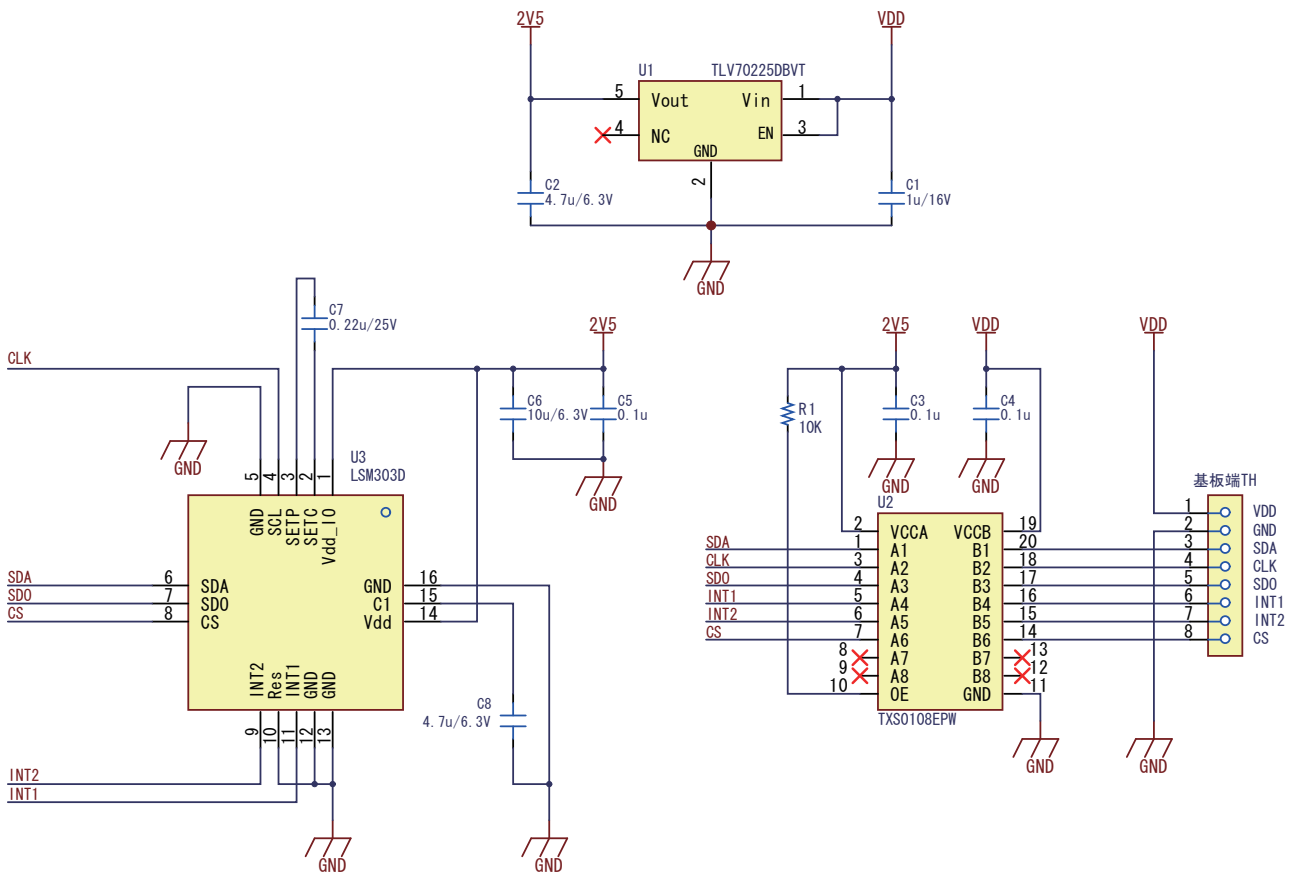 2V5
VDD
U1
TLV70225DBVT
5
Vout
Vin
1
4
NC
EN
3
GND
2
C2
4.7u/6.3V
C1
1u/16V
GND
C7
0.22u/25V
CLK
2V5
C6
10u/6.3V
C5
0.1u
GND
GND
U3
LSM303D
5
4
3
2
1
GND
SCL
SETP
SETC
Vdd_IO
SDA
6
SDA
SDO
7
SDO
CS
8
CS
GND
16
C1
15
Vdd
14
INT2
Res
INT1
GND
GND
9
10
11
12
13
C8
4.7u/6.3V
INT2
INT1
GND
GND
2V5
VDD
VDD
R1
10K
C3
0.1u
C4
0.1u
GND
GND
U2
基板端TH
2
VCCA
VCCB
19
SDA
1
A1
B1
20
CLK
3
A2
B2
18
SDO
4
A3
B3
17
INT1
5
A4
B4
16
INT2
6
A5
B5
15
CS
7
A6
B6
14
8
A7
B7
13
9
A8
B8
12
10
OE
GND
11
TXS0108EPW
1
VDD
2
GND
3
SDA
4
CLK
5
SDO
6
INT1
7
INT2
8
CS
GND
GND